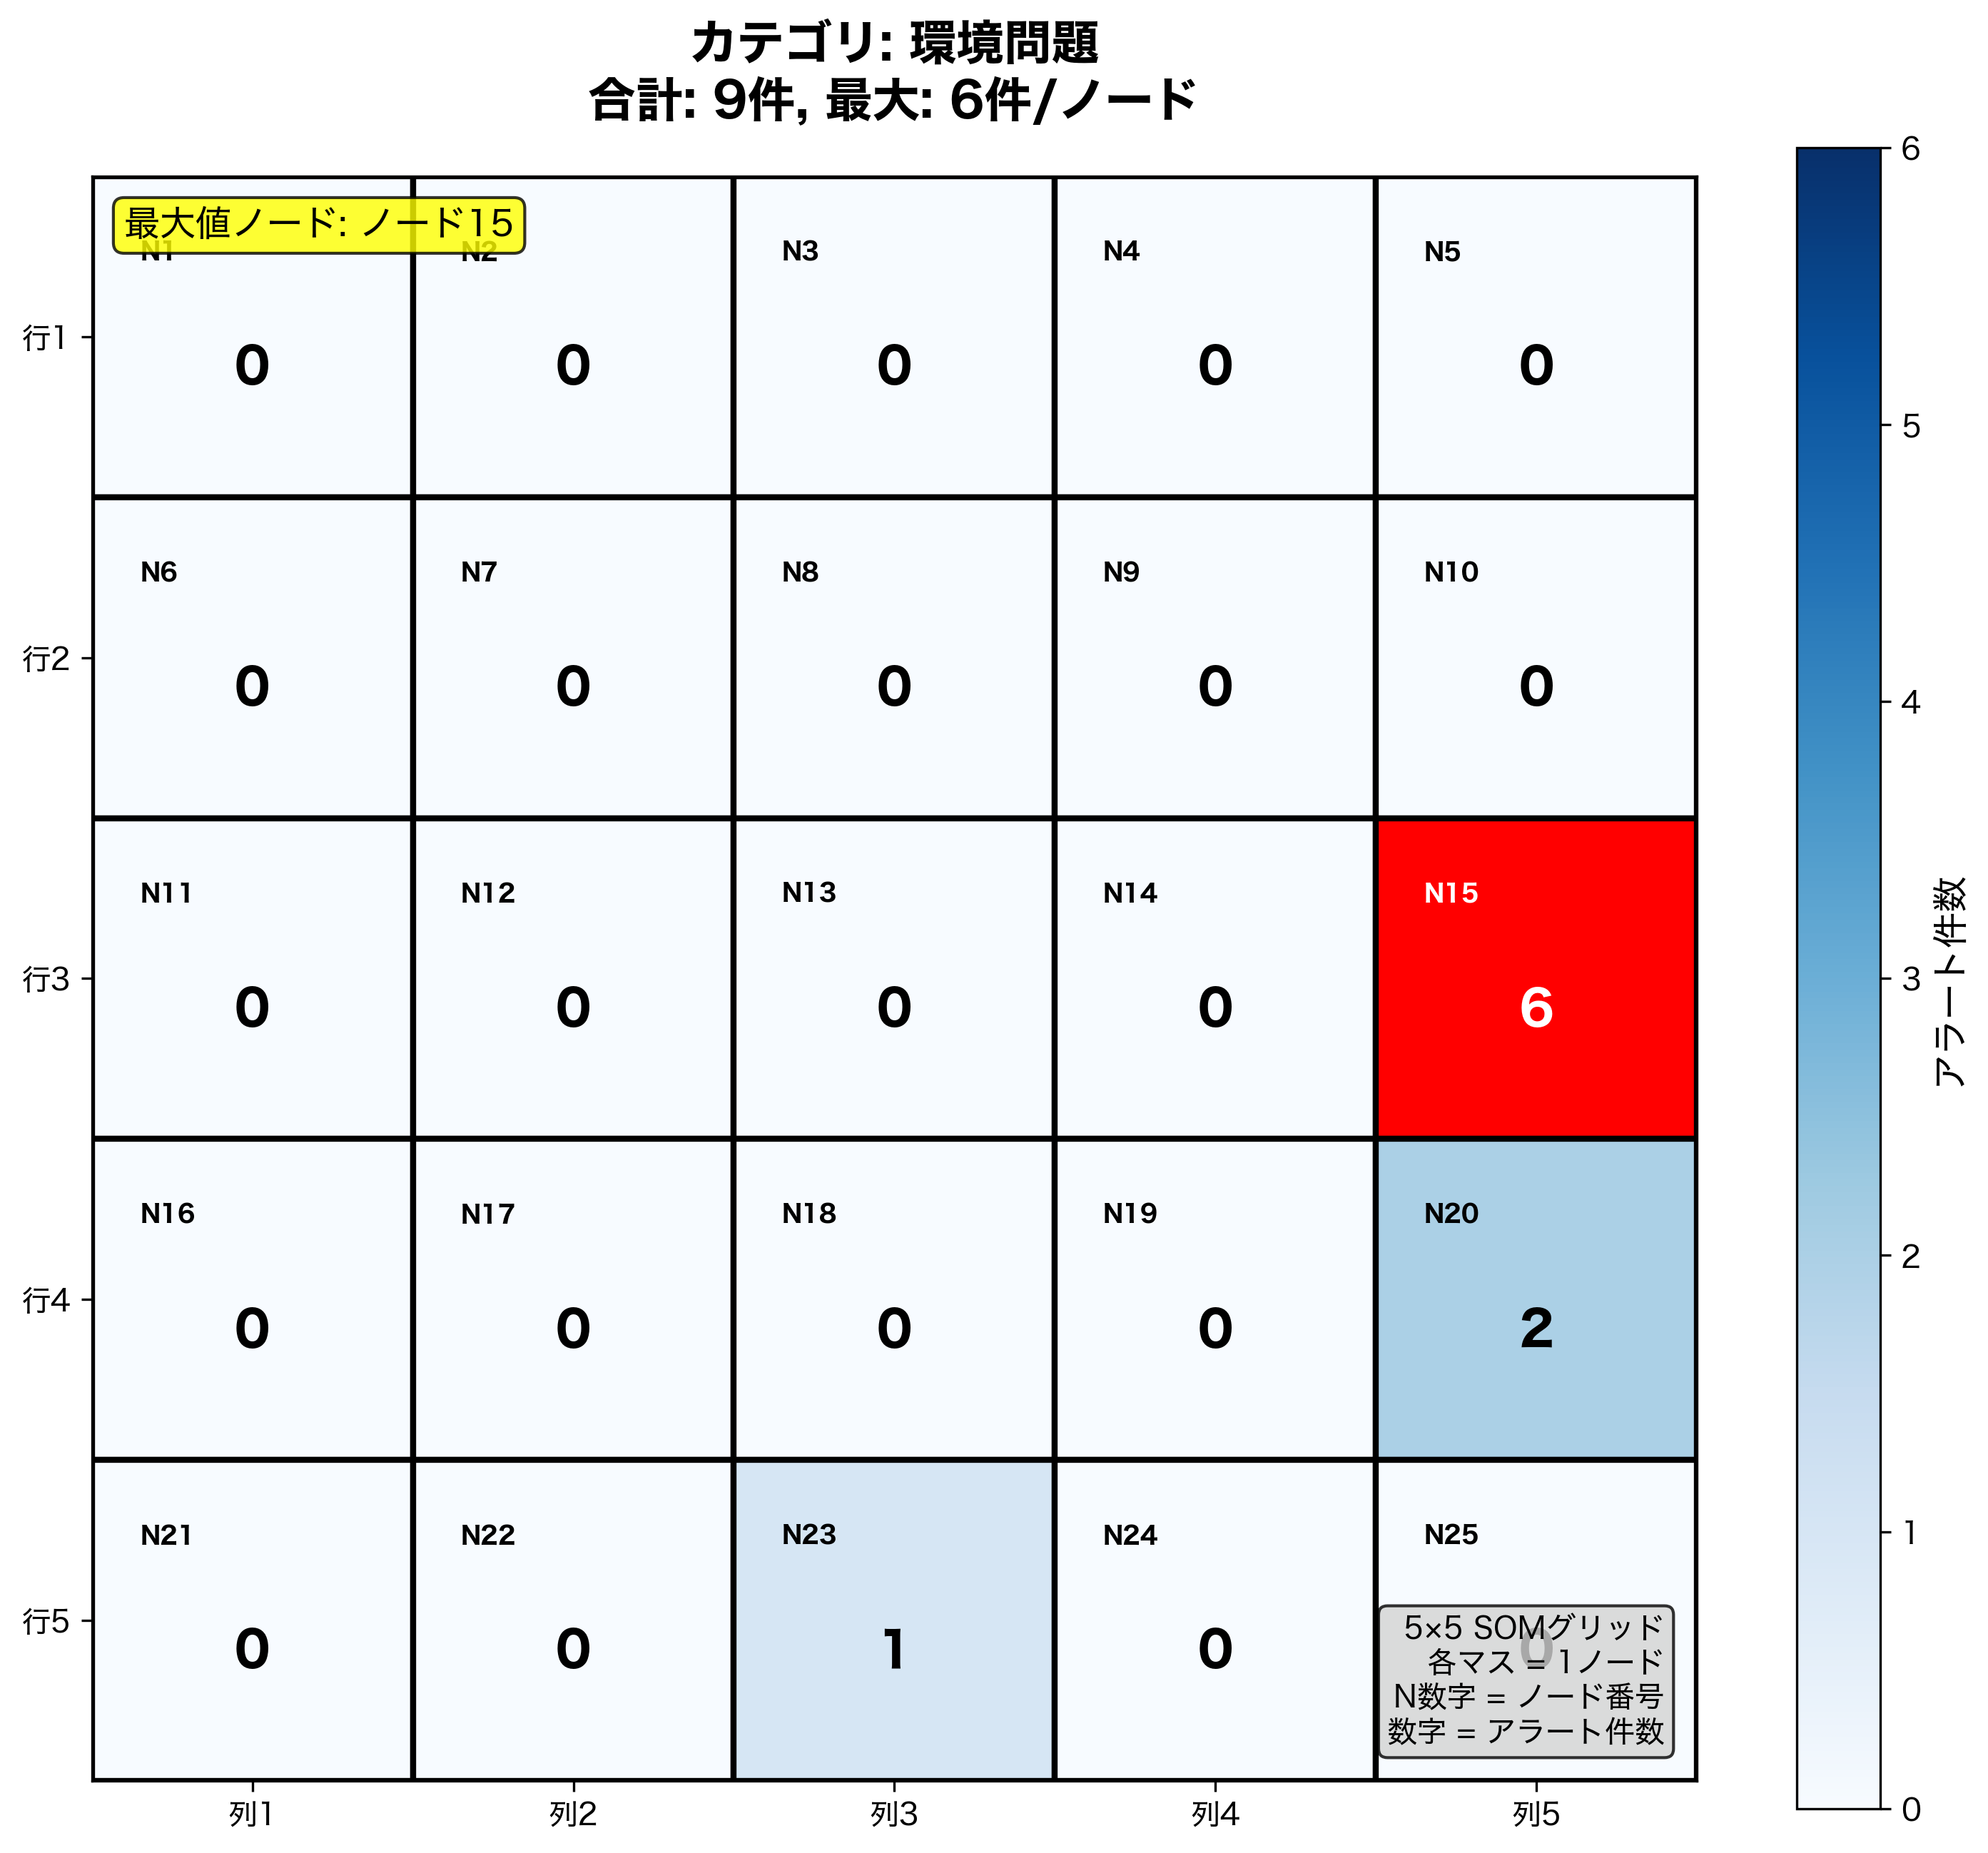 カテゴリ: 環境問題
合計: 9件, 最大: 6件/ノード
最大値ノード: ノード15
N1 N2 N3 N4 N5
行1 0 0 0 0 0
N6 N7 N8 N9 N10
行2 0 0 0 0 0
N11 N12 N13 N14 N15
行3 0 0 0 0 6
N16 N17 N18 N19 N20
行4 0 0 0 0 2
N21 N22 N23 N24 N25
行5 0 0 1 0 0
5×5 SOMグリッド
各マス = 1ノード
N数字 = ノード番号
数字 = アラート件数
列1 列2 列3 列4 列5
6
5
4
3
2
1
0
アラート件数